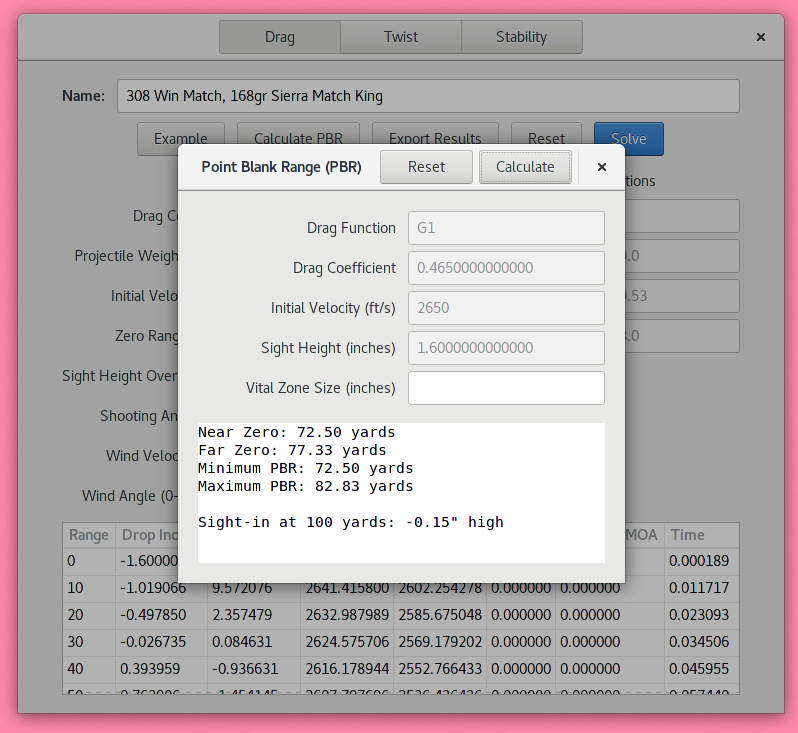 Drag Twist Stability ×
Name: 308 Win Match, 168gr Sierra Match King
Example Calculate PBR Export Results Reset Solve
Point Blank Range (PBR) Reset Calculate ×
tions
Drag Co
Projectile Weigh .0
Initial Velo .53
Zero Rang .0
Sight Height Over
Shooting An
Wind Veloc
Wind Angle (0-
Drag Function G1
Drag Coefficient 0.4650000000000
Initial Velocity (ft/s) 2650
Sight Height (inches) 1.6000000000000
Vital Zone Size (inches)
Near Zero: 72.50 yards
Far Zero: 77.33 yards
Minimum PBR: 72.50 yards
Maximum PBR: 82.83 yards
Sight-in at 100 yards: -0.15" high
Range Drop Inc MOA Time
0 -1.60000 0.000189
10 -1.019066 9.572076 2641.415800 2602.254278 0.000000 0.000000 0.011717
20 -0.497850 2.357479 2632.987989 2585.675048 0.000000 0.000000 0.023093
30 -0.026735 0.084631 2624.575706 2569.179202 0.000000 0.000000 0.034506
40 0.393959 -0.936631 2616.178944 2552.766433 0.000000 0.000000 0.045955